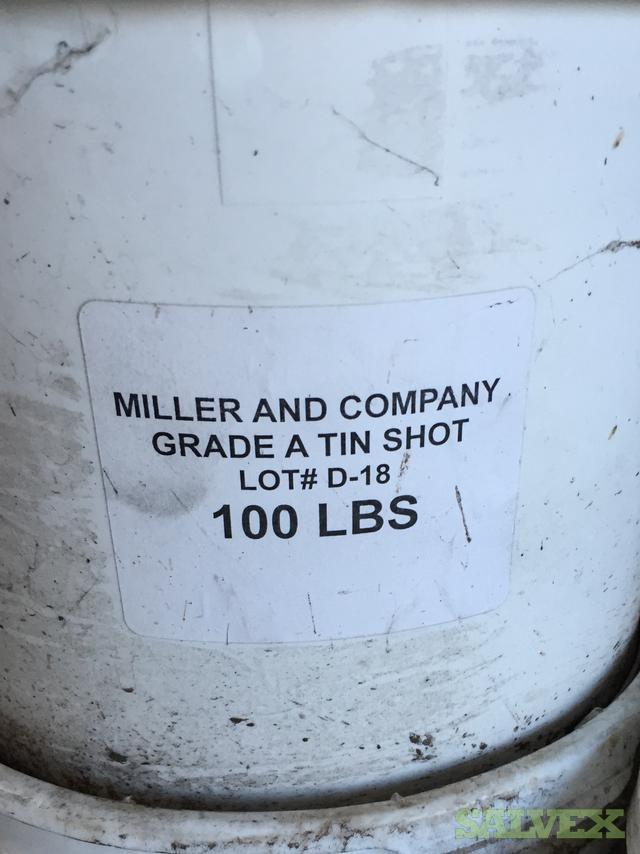 MILLER AND COMPANY
GRADE A TIN SHOT
LOT# D-18
100 LBS
SALVEX